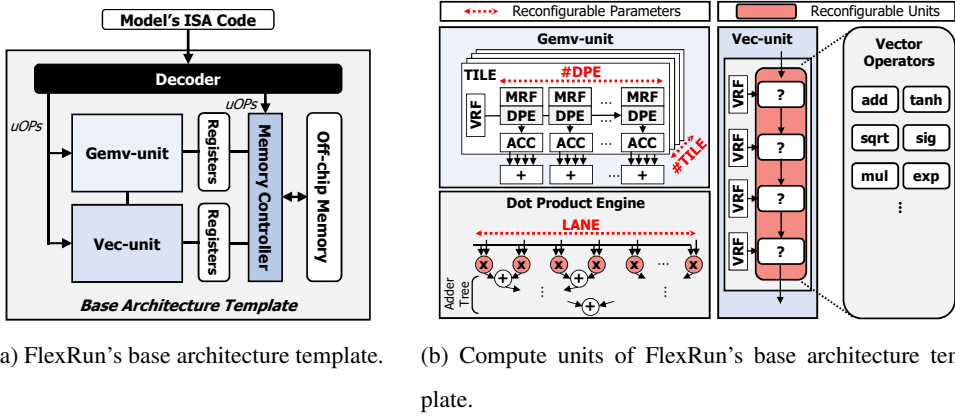 Model's ISA Code
Decoder
uOPs
uOPs
Gemv-unit
Registers
Memory Controller
Off-chip Memory
Vec-unit
Registers
Base Architecture Template
a) FlexRun's base architecture template.
Reconfigurable Parameters
Reconfigurable Units
Gemv-unit
TILE
#DPE
VRF
MRF MRF ... MRF
DPE DPE ... DPE
ACC ACC ... ACC
+ + ... +
#TILE
Dot Product Engine
LANE
x x x x x ... x
+ +
Adder Tree
... ...
+
Vec-unit
VRF ?
VRF ?
VRF ?
VRF ?
Vector
Operators
add tanh
sqrt sig
mul exp
...
(b) Compute units of FlexRun's base architecture tem
plate.